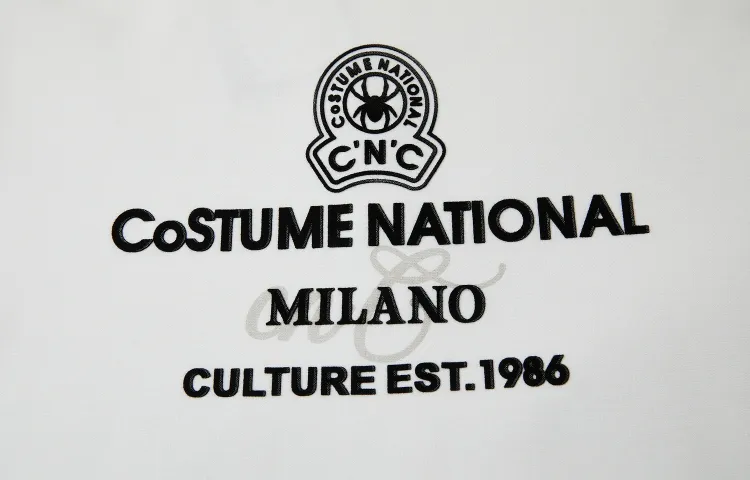 CoSTUME NATIONAL
C'N'C
CoSTUME NATIONAL
MILANO
CULTURE EST.1986